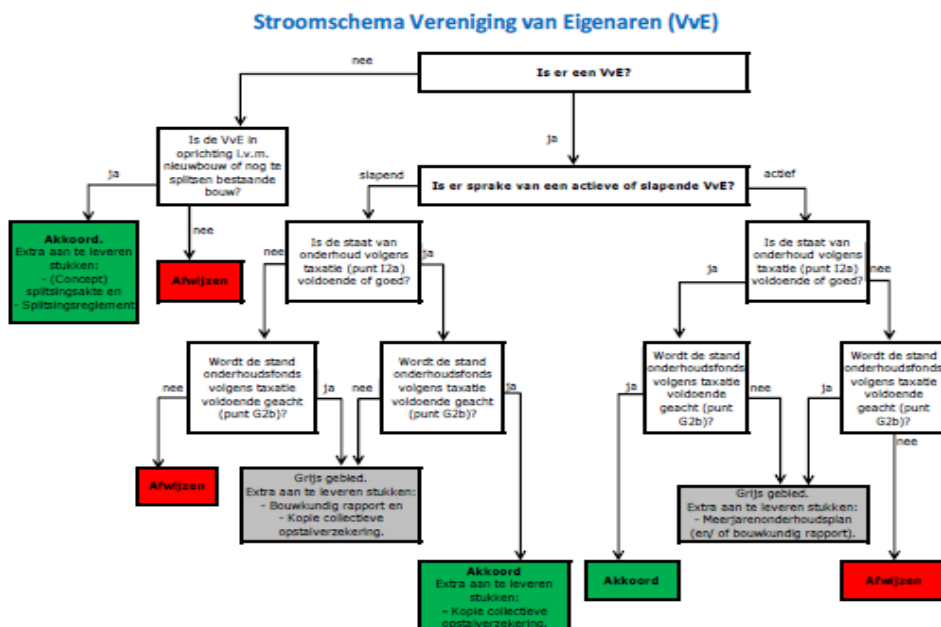 Stroomschema Vereniging van Eigenaren (VvE)
nee
Is er een VvE?
ja
Is de VvE in
oprichting i.v.m.
nieuwbouw of nog te
splitsen bestaande
bouw?
ja
nee
slapend
Is er sprake van een actieve of slapende VvE?
actief
Akkoord.
Extra aan te leveren
stukken:
- (Concept)
splitsingsakte en
- Splitsingsreglement
Afwijzen
nee
Is de staat van
onderhoud volgens
taxatie (punt I2a)
voldoende of goed?
ja
ja
Is de staat van
onderhoud volgens
taxatie (punt I2a)
voldoende of goed?
nee
nee
Wordt de stand
onderhoudsfonds
volgens taxatie
voldoende geacht
(punt G2b)?
ja
nee
Wordt de stand
onderhoudsfonds
volgens taxatie
voldoende geacht
(punt G2b)?
ja
ja
Wordt de stand
onderhoudsfonds
volgens taxatie
voldoende
geacht (punt
G2b)?
nee
ja
Wordt de stand
onderhoudsfonds
volgens taxatie
voldoende geacht
(punt G2b)?
nee
Afwijzen
Grijs gebied.
Extra aan te leveren stukken:
- Bouwkundig rapport en
- Kopie collectieve
opstalverzekering.
Grijs gebied.
Extra aan te leveren stukken:
- Meerjarenonderhoudsplan
(en/ of bouwkundig rapport).
Akkoord
Extra aan te leveren
stukken:
- Kopie collectieve
opstalverzekering.
Akkoord
Afwijzen